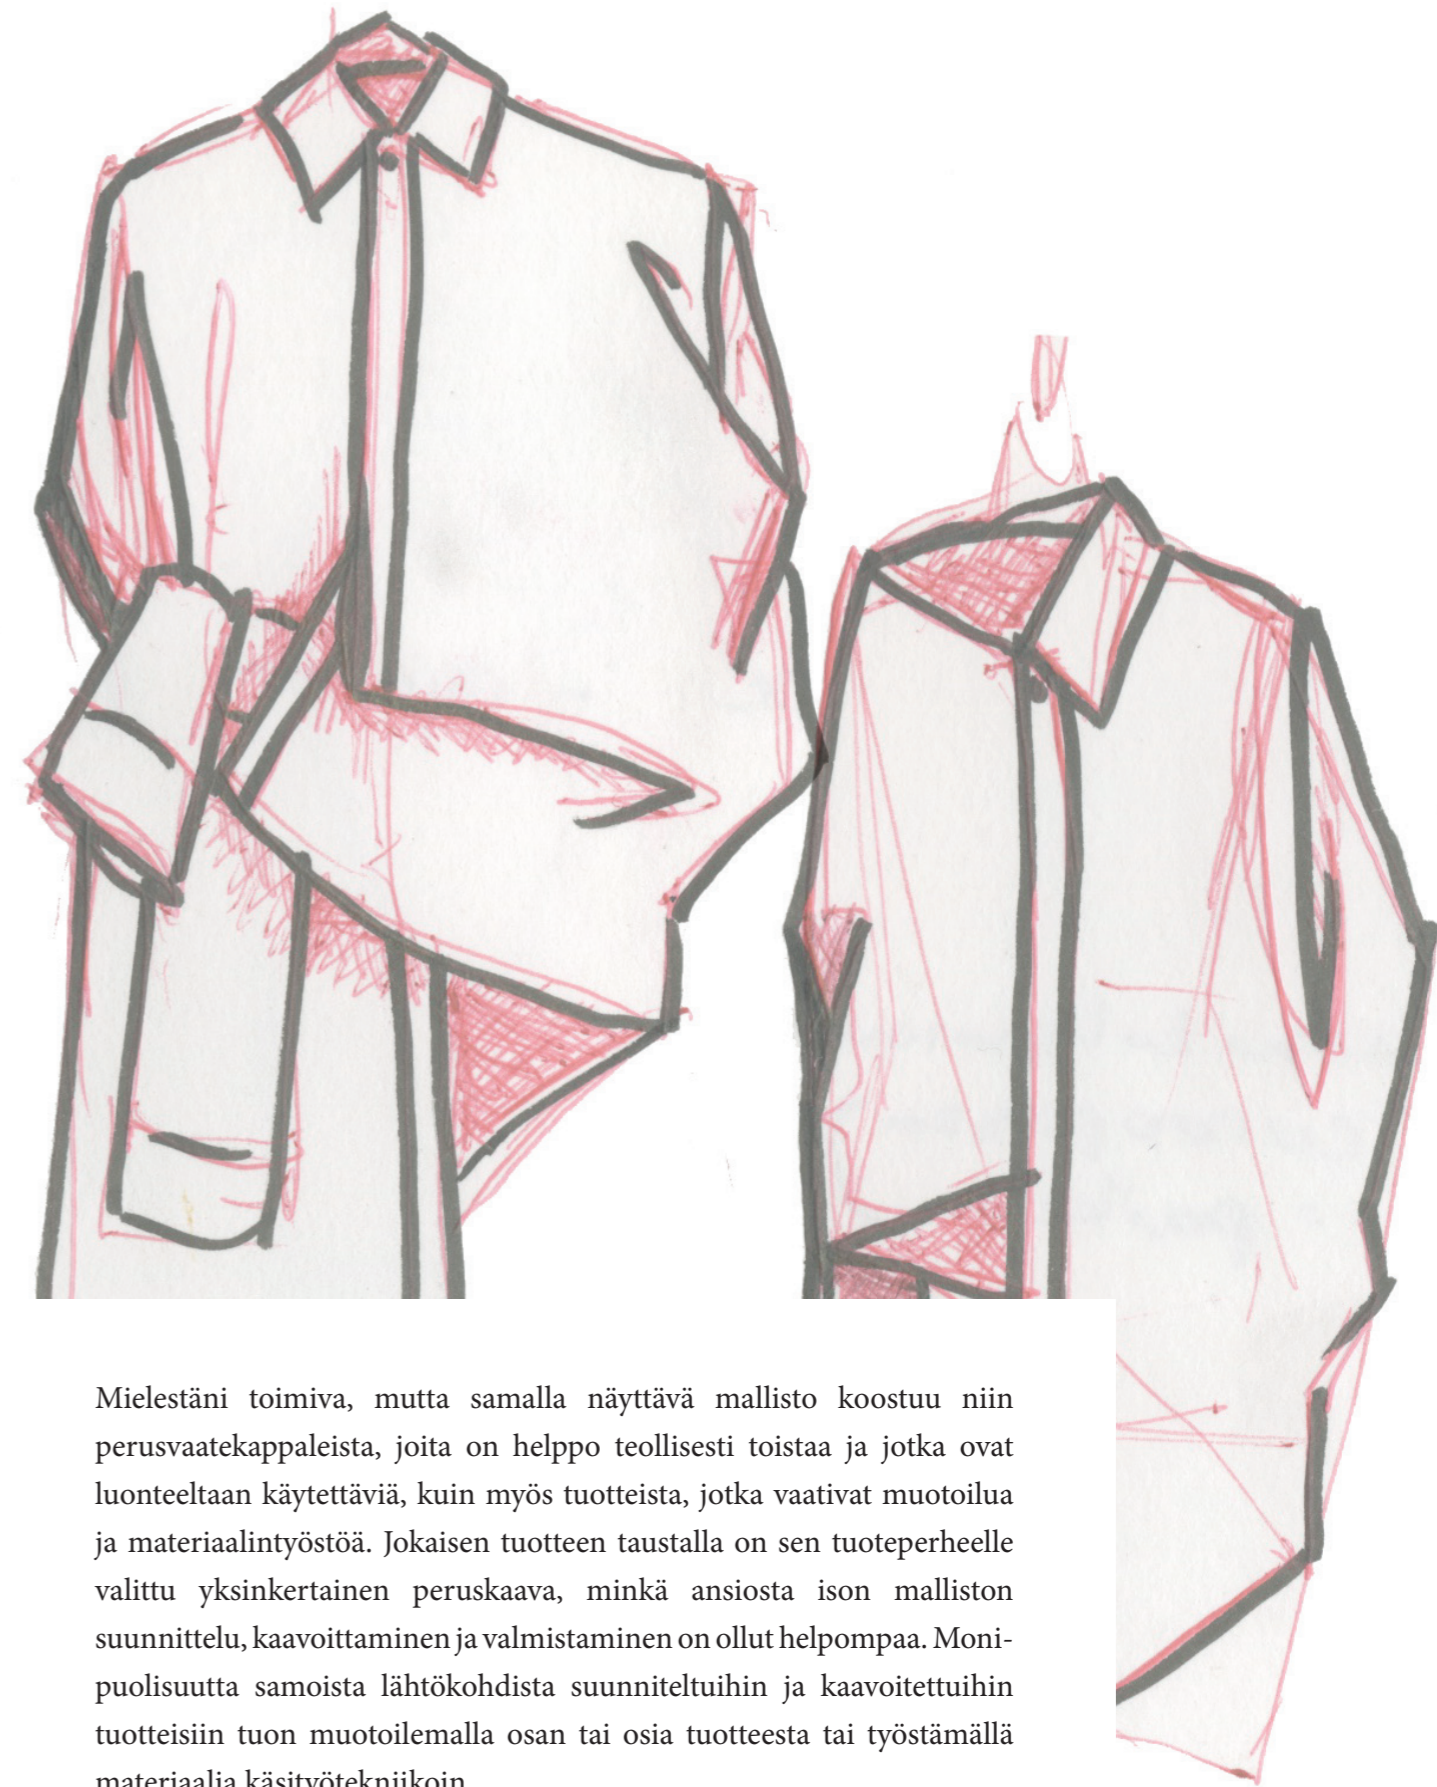 Mielestäni toimiva, mutta samalla näyttävä mallisto koostuu niin
perusvaatekappaleista, joita on helppo teollisesti toistaa ja jotka ovat
luonteeltaan käytettäviä, kuin myös tuotteista, jotka vaativat muotoilua
ja materiaalintyöstöä. Jokaisen tuotteen taustalla on sen tuoteperheelle
valittu yksinkertainen peruskaava, minkä ansiosta ison malliston
suunnittelu, kaavoittaminen ja valmistaminen on ollut helpompaa. Moni-
puolisuutta samoista lähtökohdista suunniteltuihin ja kaavoitettuihin
tuotteisiin tuon muotoilemalla osan tai osia tuotteesta tai työstämällä
materiaalia käsityötekniikoin.